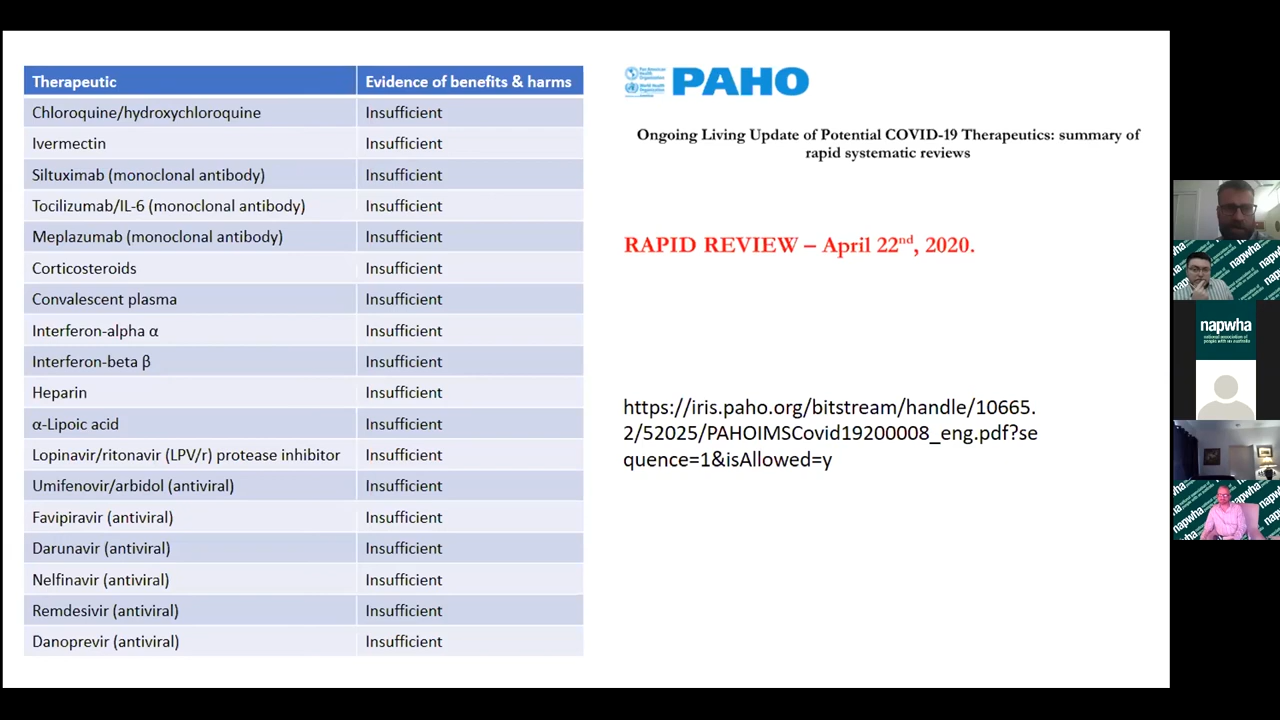 Therapeutic Evidence of benefits & harms
Chloroquine/hydroxychloroquine Insufficient
Ivermectin Insufficient
Siltuximab (monoclonal antibody) Insufficient
Tocilizumab/IL-6 (monoclonal antibody) Insufficient
Meplazumab (monoclonal antibody) Insufficient
Corticosteroids Insufficient
Convalescent plasma Insufficient
Interferon-alpha α Insufficient
Interferon-beta β Insufficient
Heparin Insufficient
α-Lipoic acid Insufficient
Lopinavir/ritonavir (LPV/r) protease inhibitor Insufficient
Umifenovir/arbidol (antiviral) Insufficient
Favipiravir (antiviral) Insufficient
Darunavir (antiviral) Insufficient
Nelfinavir (antiviral) Insufficient
Remdesivir (antiviral) Insufficient
Danoprevir (antiviral) Insufficient
PAHO
Ongoing Living Update of Potential COVID-19 Therapeutics: summary of
rapid systematic reviews
RAPID REVIEW – April 22nd, 2020.
https://iris.paho.org/bitstream/handle/10665.
2/52025/PAHOIMSCovid19200008_eng.pdf?se
quence=1&isAllowed=y
napwha
napwha
napwha
napwha